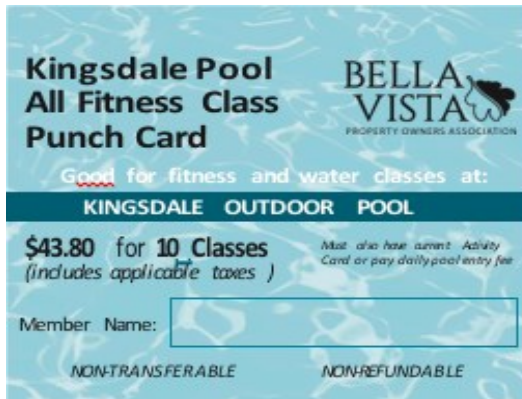 Kingsdale Pool
All Fitness Class
Punch Card
BELLA
VISTA
PROPERTY OWNERS ASSOCIATION
Good for fitness and water classes at:
KINGSDALE OUTDOOR POOL
$43.80 for 10 Classes
(includes applicable taxes )
Must also have current Activity
Card or pay daily pool entry fee
Member Name:
NON-TRANSFERABLE
NON-REFUNDABLE